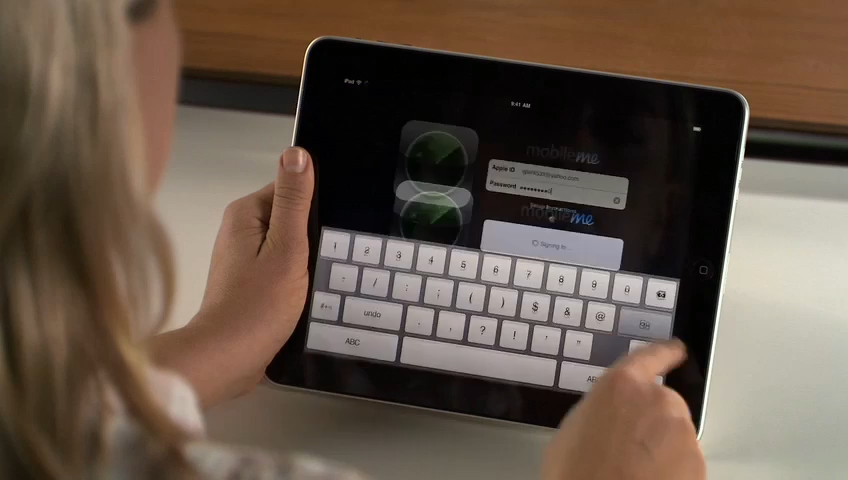 iPad
9:41 AM
mobileme
Apple ID
Password ••••••••
mobileme
Signing in
1 2 3 4 5 6 7 8 9 0
- / : ; ( ) $ & @
#+= undo . , ? ! ' "
ABC